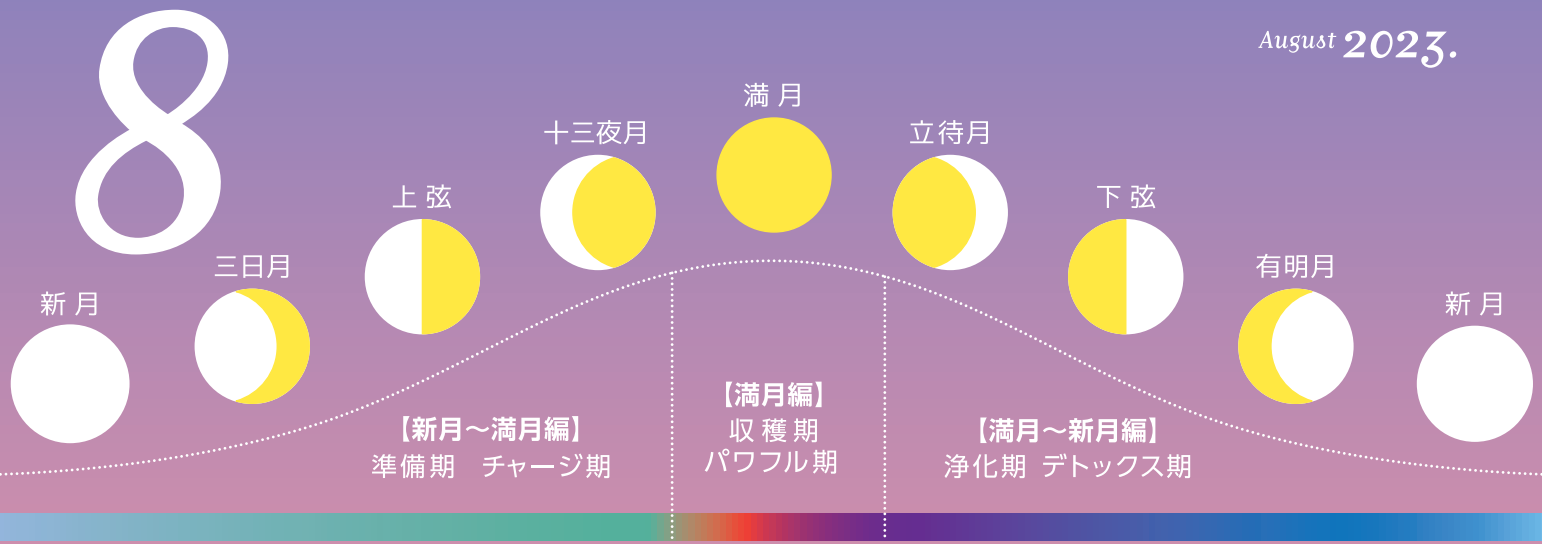 8
August 2023.
新月
三日月
上弦
十三夜月
満月
立待月
下弦
有明月
新月
【新月～満月編】
準備期 チャージ期
【満月編】
収穫期
パワフル期
【満月～新月編】
浄化期 デトックス期